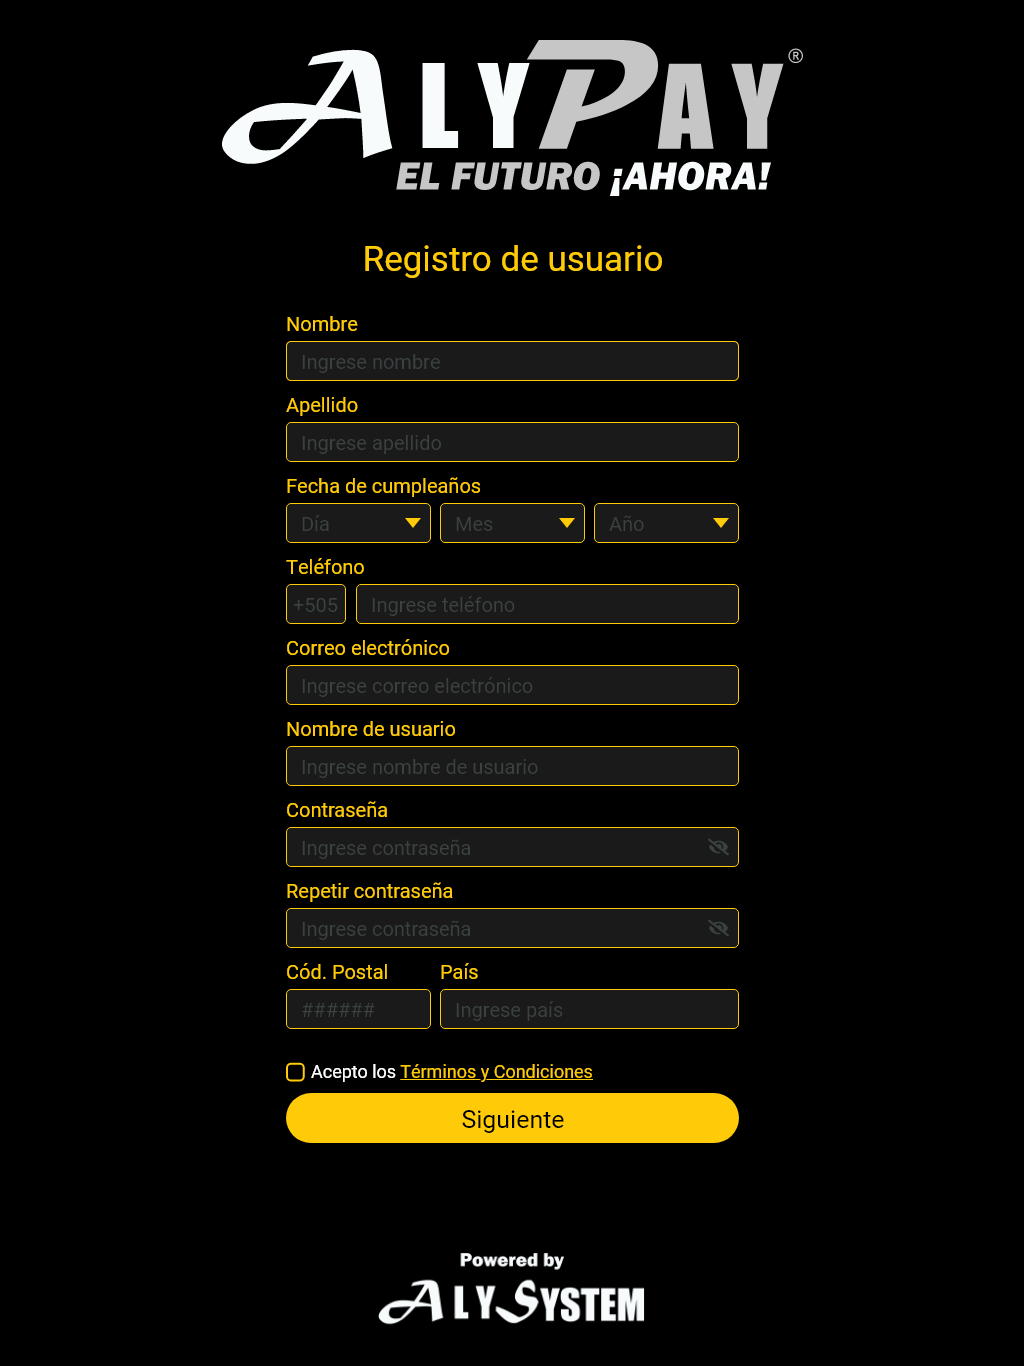 ALYPAY®
EL FUTURO ¡AHORA!
Registro de usuario
Nombre
Ingrese nombre
Apellido
Ingrese apellido
Fecha de cumpleaños
Día Mes Año
Teléfono
+505 Ingrese teléfono
Correo electrónico
Ingrese correo electrónico
Nombre de usuario
Ingrese nombre de usuario
Contraseña
Ingrese contraseña
Repetir contraseña
Ingrese contraseña
Cód. Postal País
###### Ingrese país
Acepto los Términos y Condiciones
Siguiente
Powered by
ALYSYSTEM